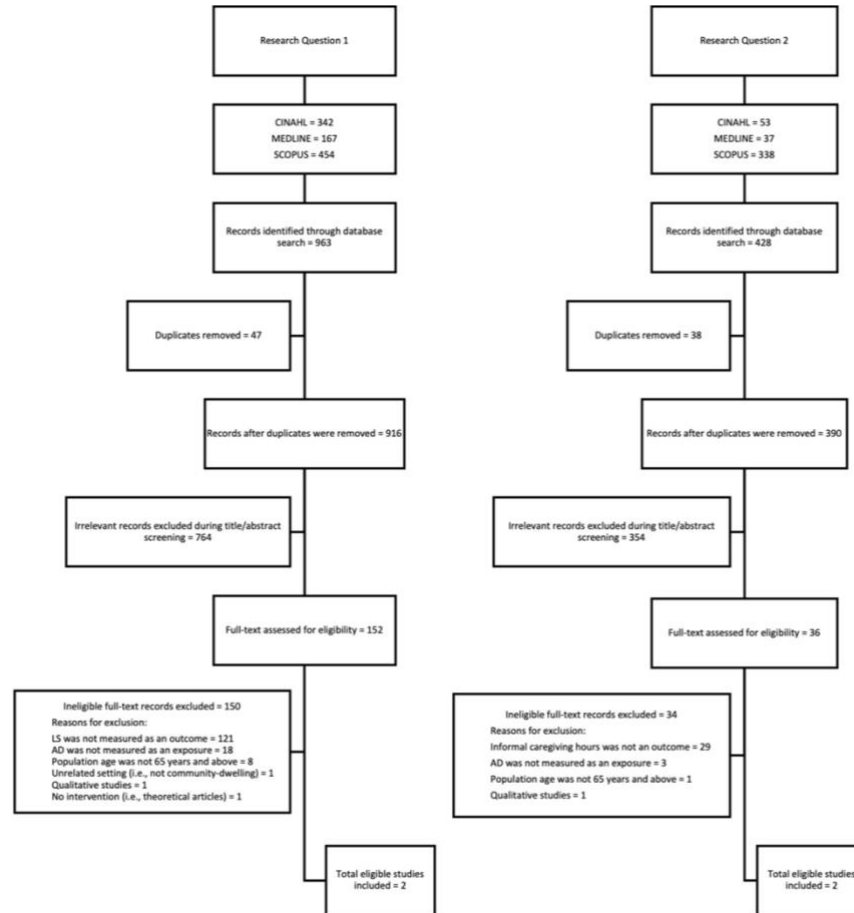 Research Question 1
CINAHL = 342
MEDLINE = 167
SCOPUS = 454
Records identified through database
search = 963
Duplicates removed = 47
Records after duplicates were removed = 916
Irrelevant records excluded during title/abstract
screening = 764
Full-text assessed for eligibility = 152
Ineligible full-text records excluded = 150
Reasons for exclusion:
LS was not measured as an outcome = 121
AD was not measured as an exposure = 18
Population age was not 65 years and above = 8
Unrelated setting (i.e., not community-dwelling) = 1
Qualitative studies = 1
No intervention (i.e., theoretical articles) = 1
Total eligible studies
included = 2
Research Question 2
CINAHL = 53
MEDLINE = 37
SCOPUS = 338
Records identified through database
search = 428
Duplicates removed = 38
Records after duplicates were removed = 390
Irrelevant records excluded during title/abstract
screening = 354
Full-text assessed for eligibility = 36
Ineligible full-text records excluded = 34
Reasons for exclusion:
Informal caregiving hours was not an outcome = 29
AD was not measured as an exposure = 3
Population age was not 65 years and above = 1
Qualitative studies = 1
Total eligible studies
included = 2